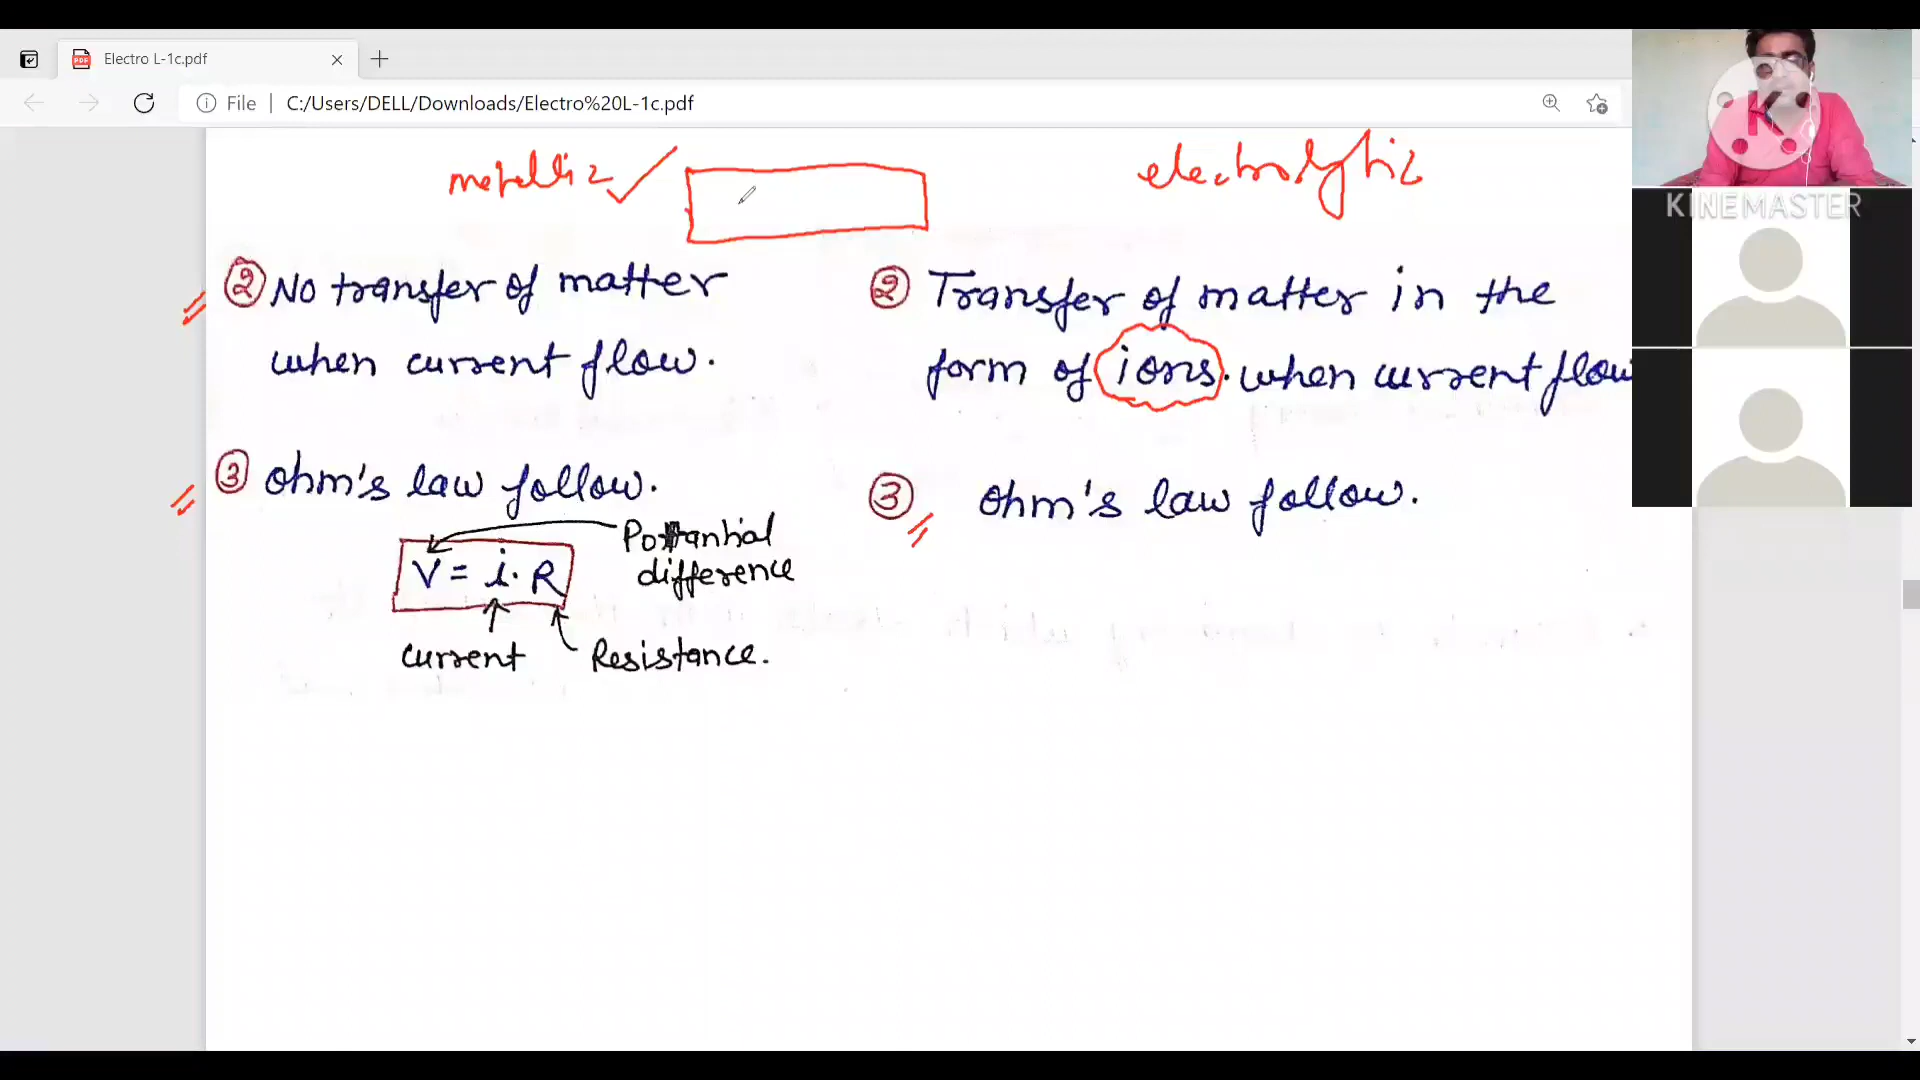 Electro L-1c.pdf
File | C:/Users/DELL/Downloads/Electro%20L-1c.pdf
K
KINEMASTER
metallic
electrolytic
② No transfer of matter
when current flow.
② Transfer of matter in the
form of ions. when current flow
③ ohm's law follow.
③ ohm's law follow.
V = i. R
difference
current
Resistance.